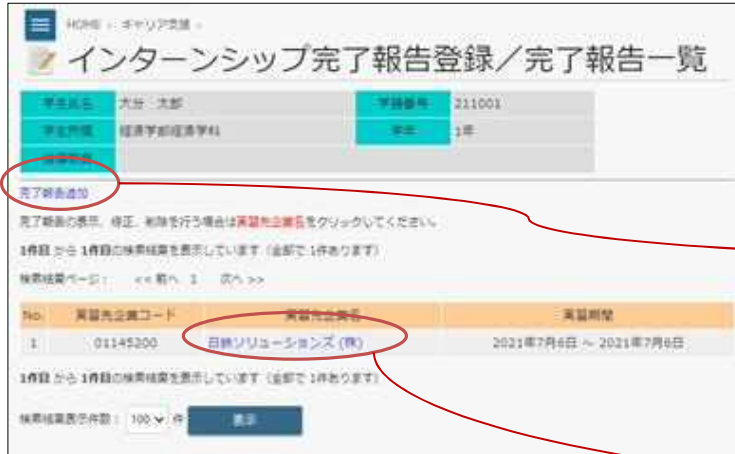 HOME > キャリア支援 >
インターンシップ完了報告登録／完了報告一覧
学生氏名 大分 太郎 学籍番号 211001
学生所属 経済学部経済学科 学年 1年
完了報告追加
完了報告の表示、修正、削除を行う場合は実習先企業名をクリックしてください。
1件目 から 1件目の検索結果を表示しています（全部で 1件あります）
検索結果ページ： << 前へ 1 次へ >>
No. 実習先企業コード 実習先企業名 実習期間
1 01145200 日鉄ソリューションズ (株) 2021年7月6日 ～ 2021年7月6日
1件目 から 1件目の検索結果を表示しています（全部で 1件あります）
検索結果表示件数： 100 件 表示